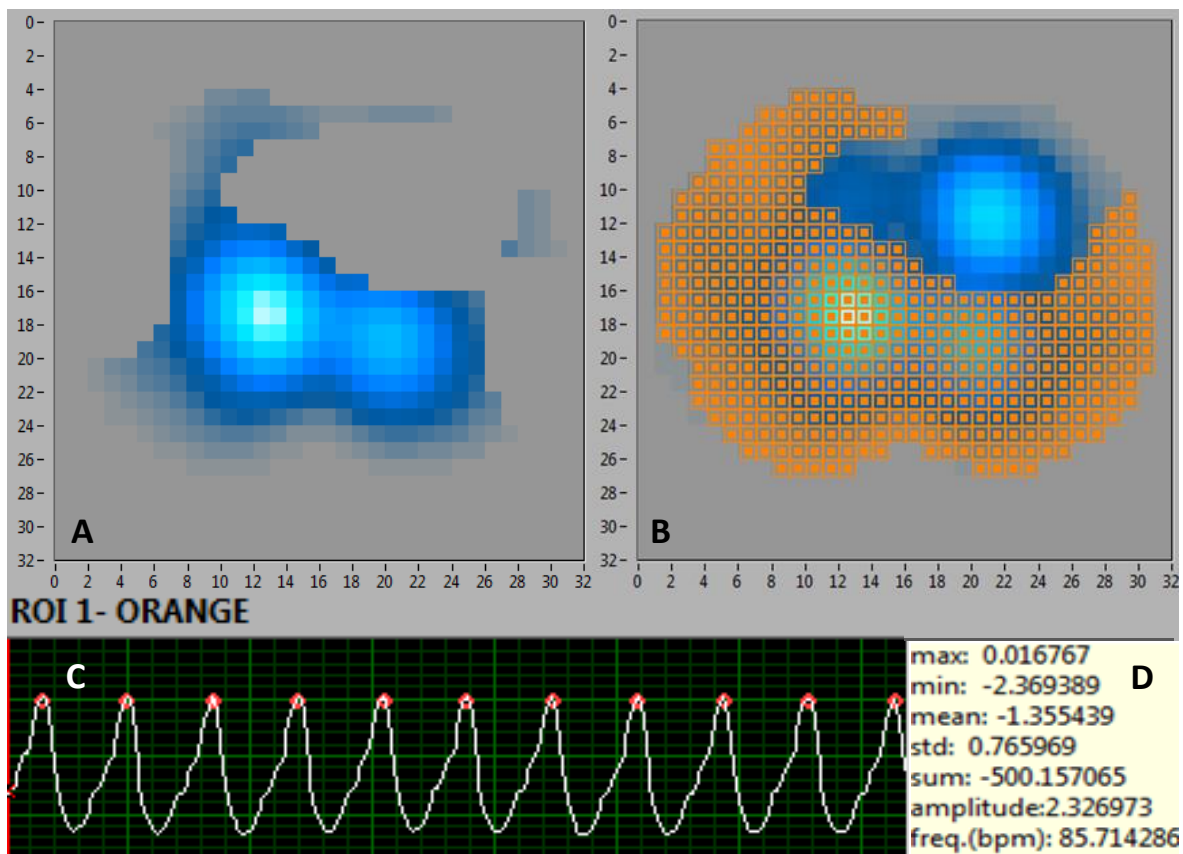 0
2
4
6
8
10
12
14
16
18
20
22
24
26
28
30
32
0 2 4 6 8 10 12 14 16 18 20 22 24 26 28 30 32
A
0
2
4
6
8
10
12
14
16
18
20
22
24
26
28
30
32
0 2 4 6 8 10 12 14 16 18 20 22 24 26 28 30 32
B
ROI 1- ORANGE
C
D
max: 0.016767
min: -2.369389
mean: -1.355439
std: 0.765969
sum: -500.157065
amplitude:2.326973
freq.(bpm): 85.714286